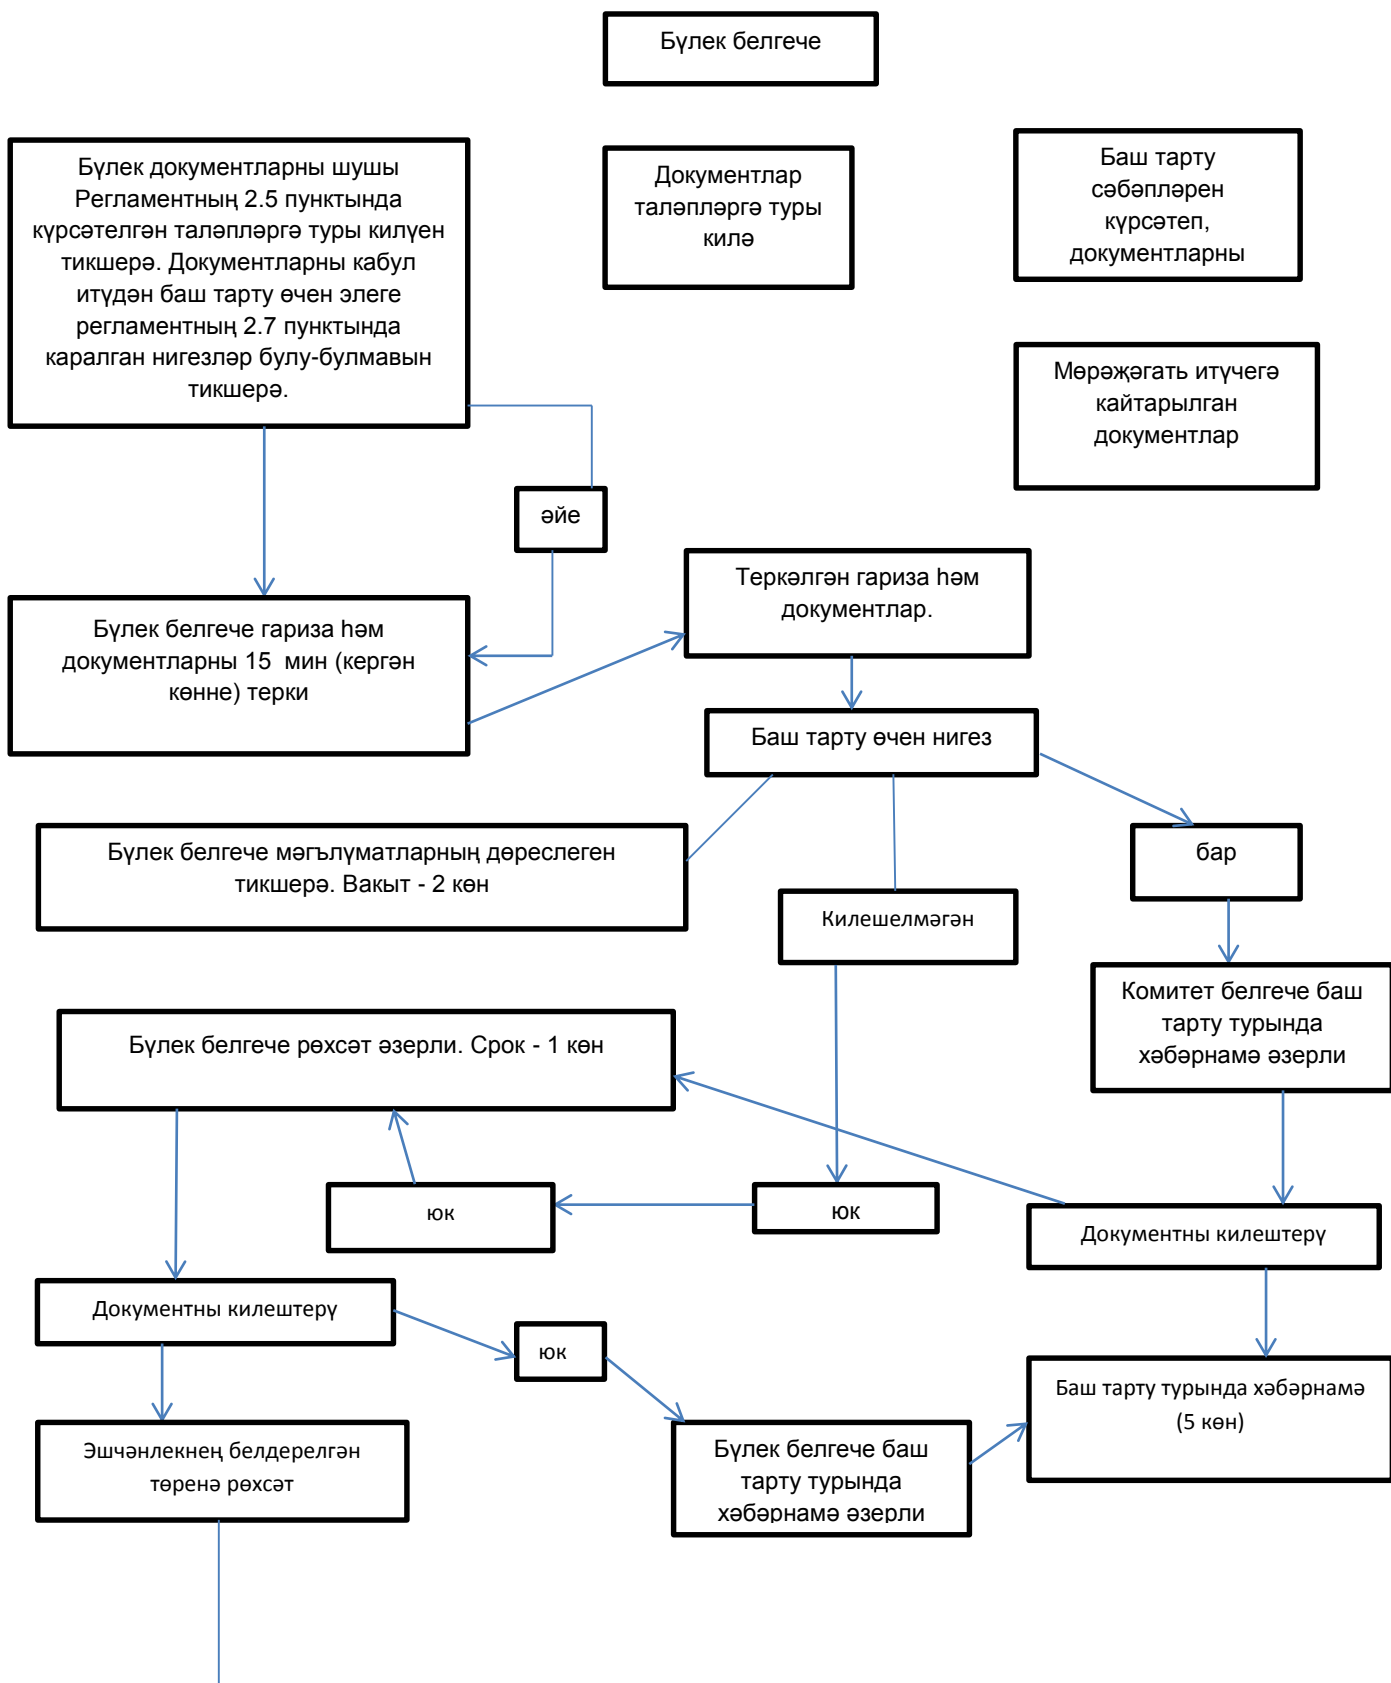 Бүлек белгече
Бүлек документларны шушы
Регламентның 2.5 пунктында
күрсәтелгән таләпләргә туры килүен
тикшерә. Документларны кабул
итүдән баш тарту өчен элеге
регламентның 2.7 пунктында
каралган нигезләр булу-булмавын
тикшерә.
Документлар
таләпләргә туры
килә
Баш тарту
сәбәпләрен
күрсәтеп,
документларны
Мөрәҗәгать итүчегә
кайтарылган
документлар
әйе
Теркәлгән гариза һәм
документлар.
Бүлек белгече гариза һәм
документларны 15 мин (кергән
көнне) терки
Баш тарту өчен нигез
Бүлек белгече мәгълүматларның дөреслеген
тикшерә. Вакыт - 2 көн
бар
Килешелмәгән
Комитет белгече баш
тарту турында
хәбәрнамә әзерли
Бүлек белгече рөхсәт әзерли. Срок - 1 көн
юк
юк
Документны килештерү
Документны килештерү
юк
Баш тарту турында хәбәрнамә
(5 көн)
Эшчәнлекнең белдерелгән
төренә рөхсәт
Бүлек белгече баш
тарту турында
хәбәрнамә әзерли